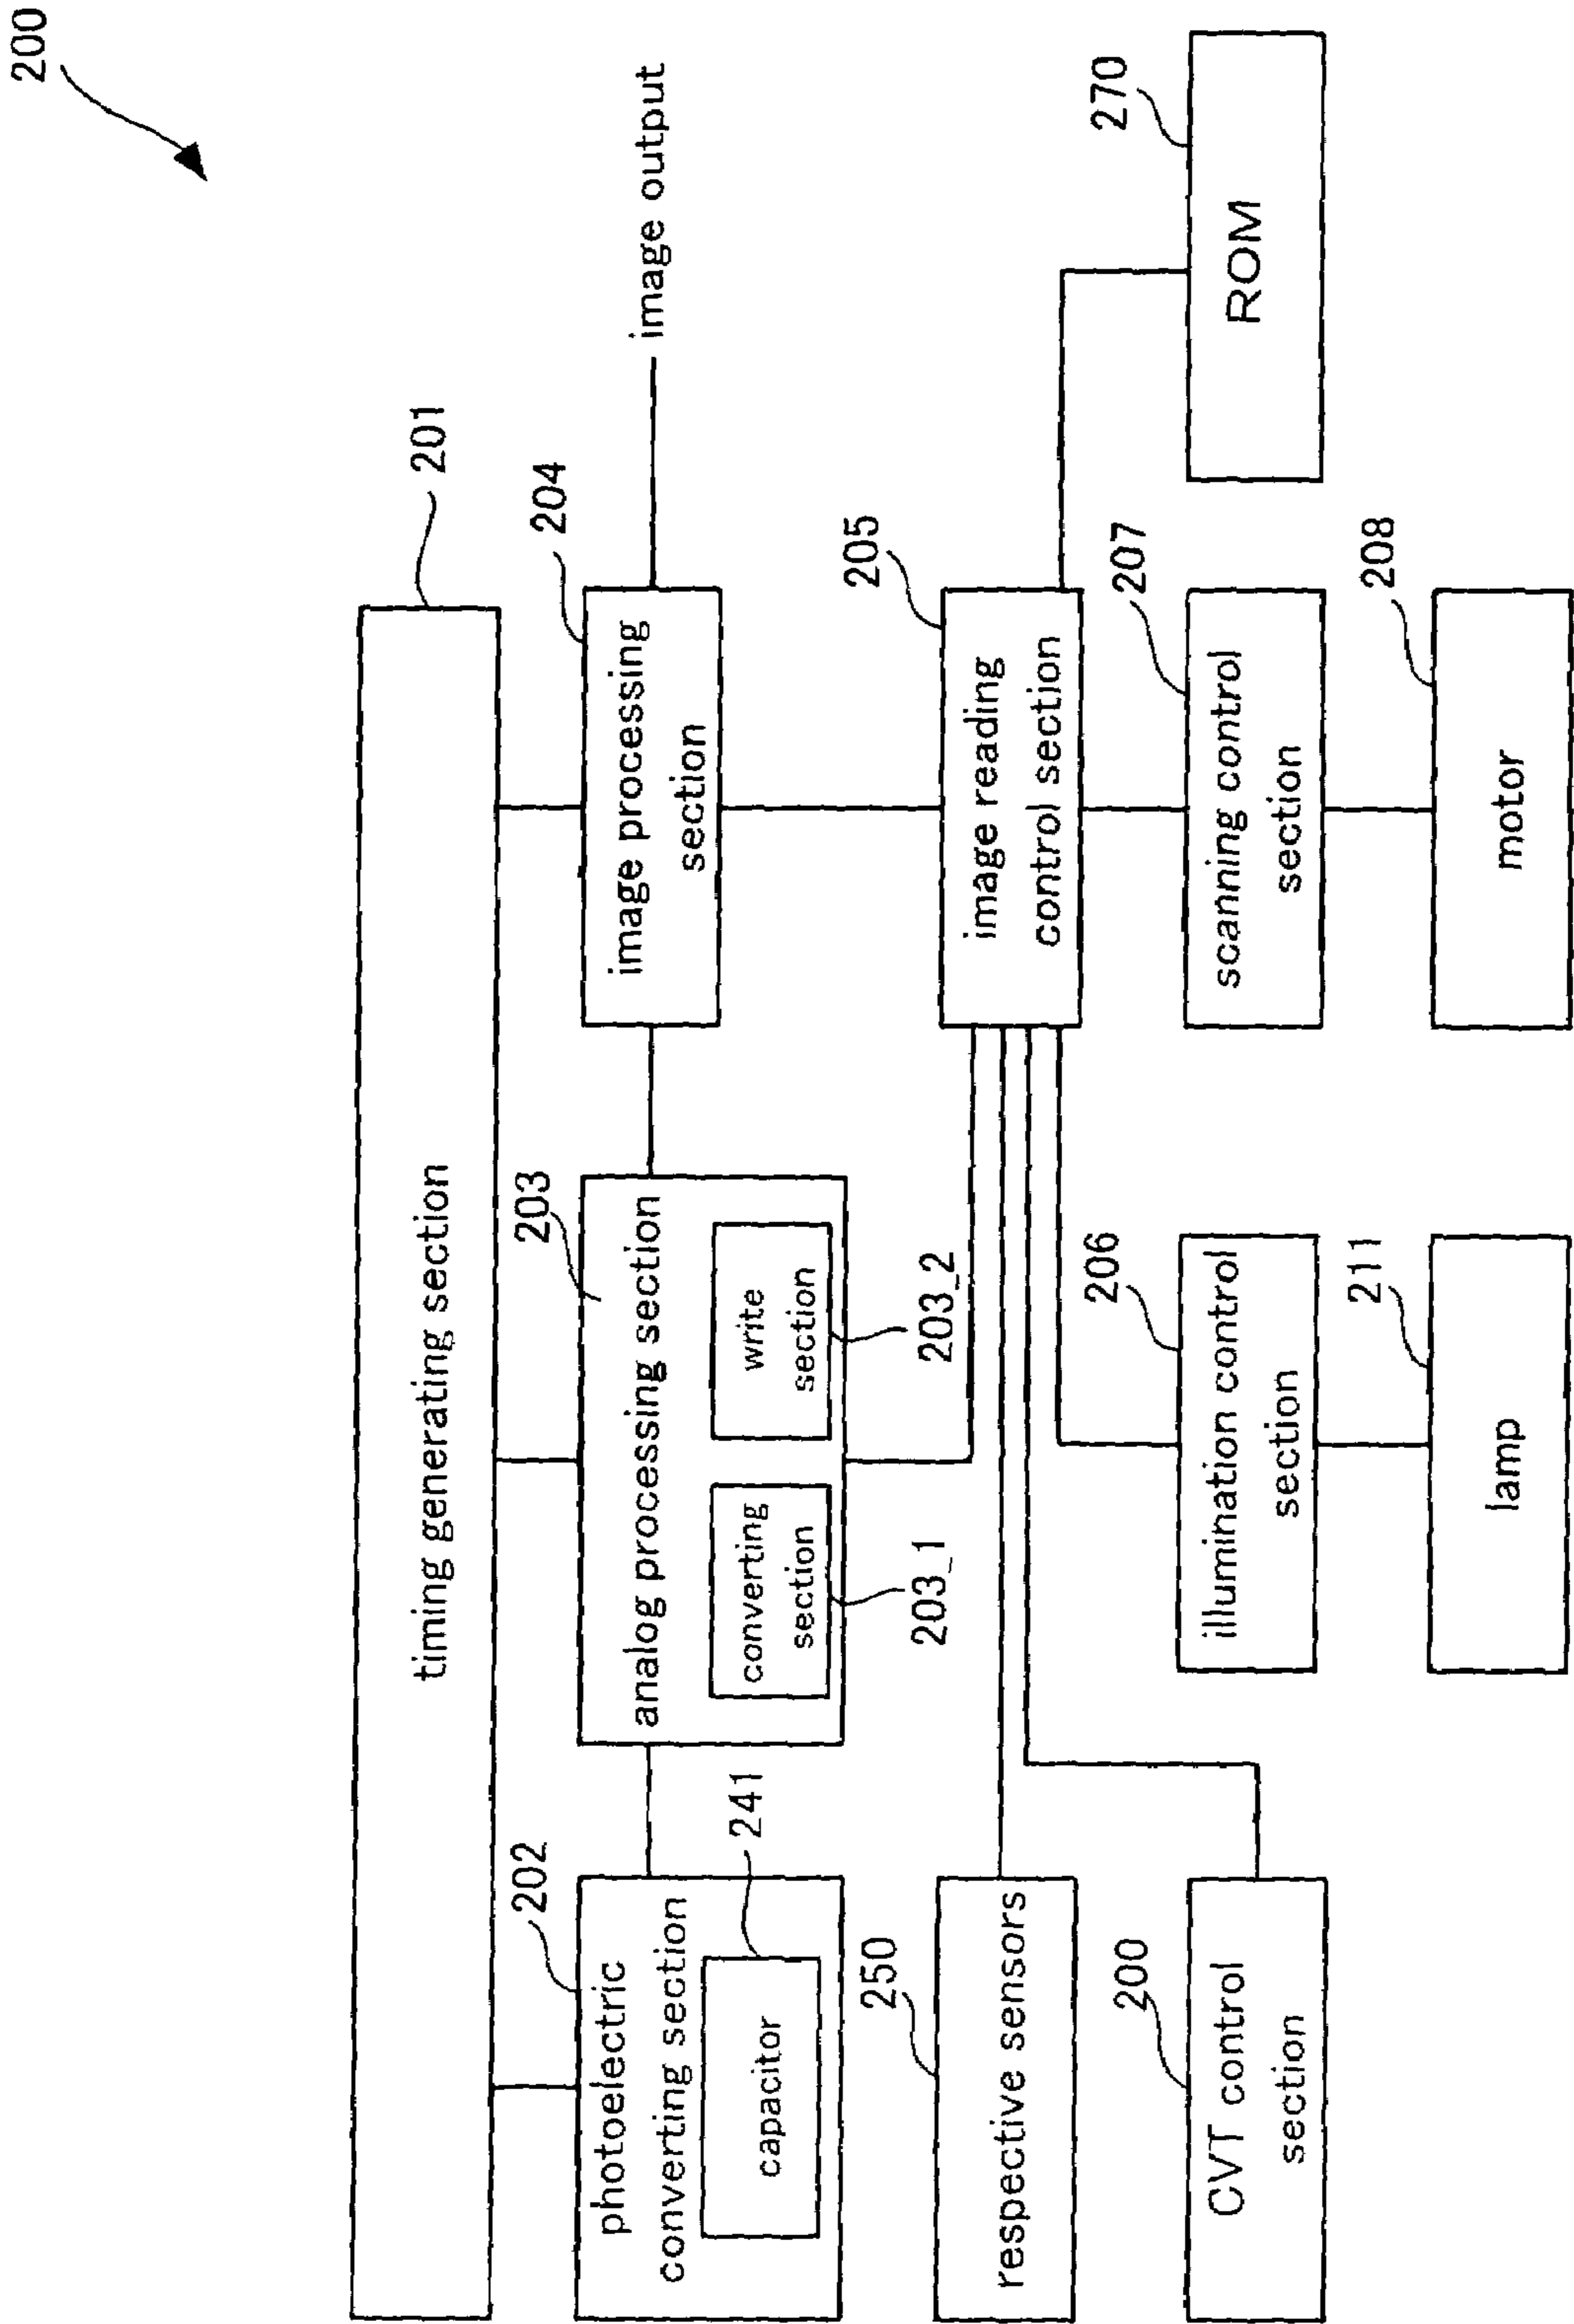 200
timing generating section
201
202
photoelectric
converting section
capacitor
241
203
analog processing section
converting
section
203_1
write
section
203_2
204
image processing
section
image output
250
respective sensors
205
image reading
control section
200
CVT control
section
206
illumination control
section
207
scanning control
section
270
ROM
211
lamp
208
motor